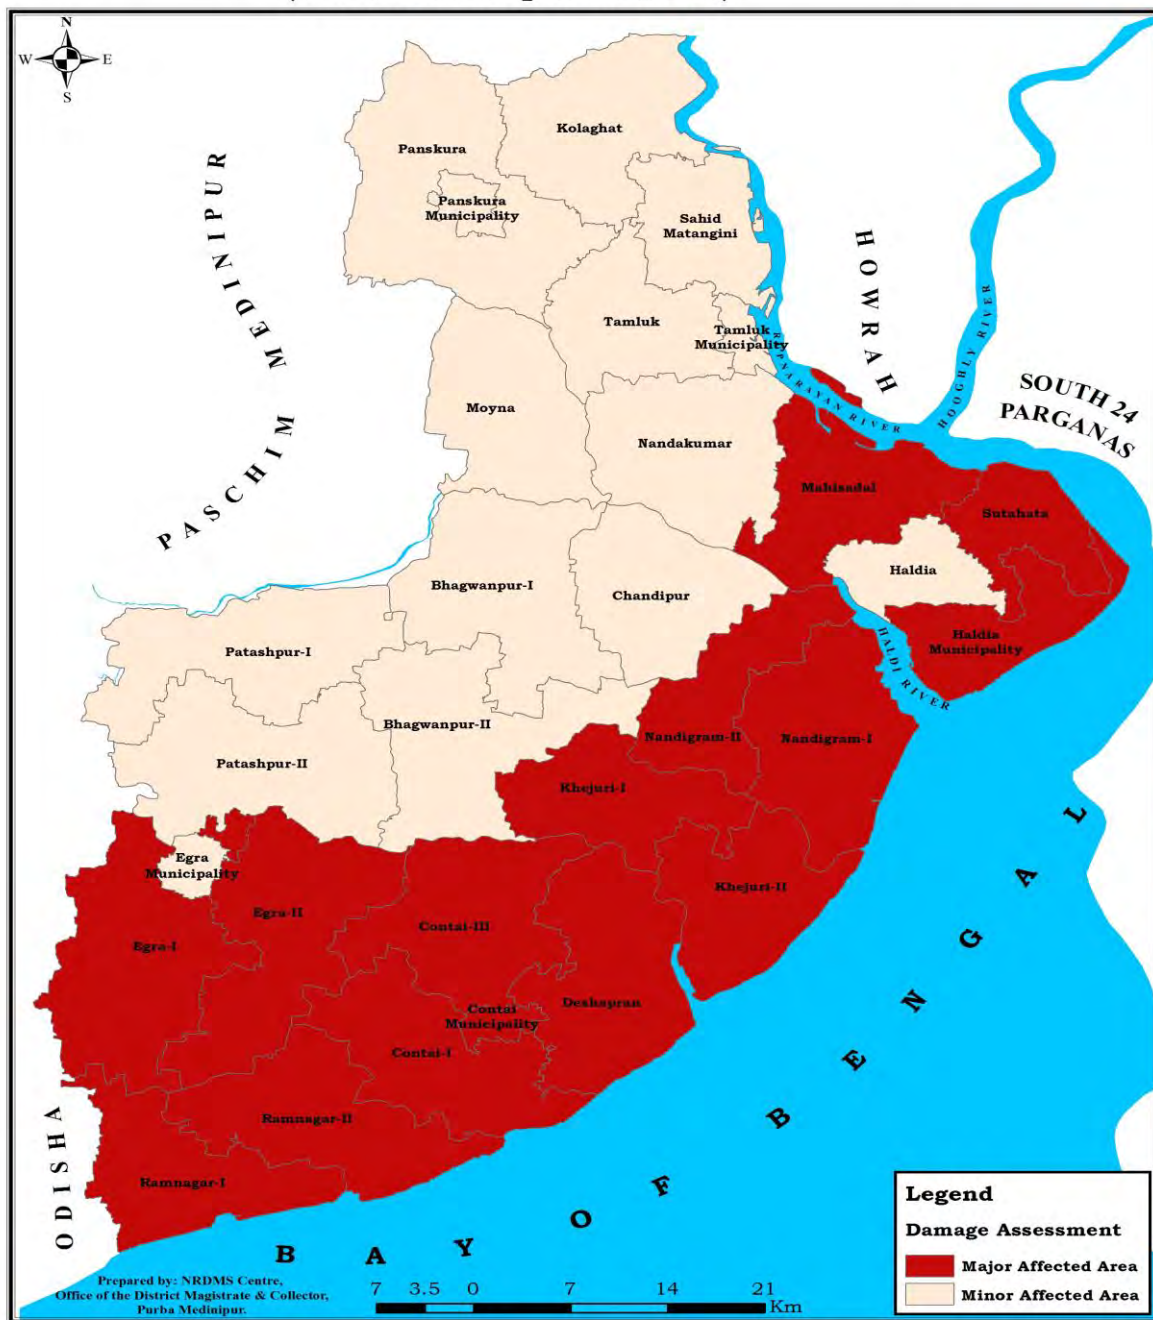 N
W E
S
Kolaghat
Panskura
Panskura
Municipality
Sahid
Matangini
PASCHIM MEDINIPUR
HOWRAH
Tamluk
Tamluk
Municipality
RUPNARAYAN RIVER
HOOGHLY RIVER
SOUTH 24
PARGANAS
Moyna
Nandakumar
Mahisadal
Sutahata
Haldia
Bhagwanpur-I
Chandipur
Haldia
Municipality
HALDI RIVER
Patashpur-I
Bhagwanpur-II
Nandigram-II
Nandigram-I
Patashpur-II
Khejuri-I
Egra
Municipality
Khejuri-II
Egra-II
Contai-III
Egra-I
Deshapran
Contai
Municipality
Contai-I
Ramnagar-II
Ramnagar-I
ODISHA
BAY OF BENGAL
Legend
Damage Assessment
Major Affected Area
Minor Affected Area
Prepared by: NRDMS Centre,
Office of the District Magistrate & Collector,
Purba Medinipur.
7 3.5 0 7 14 21
Km